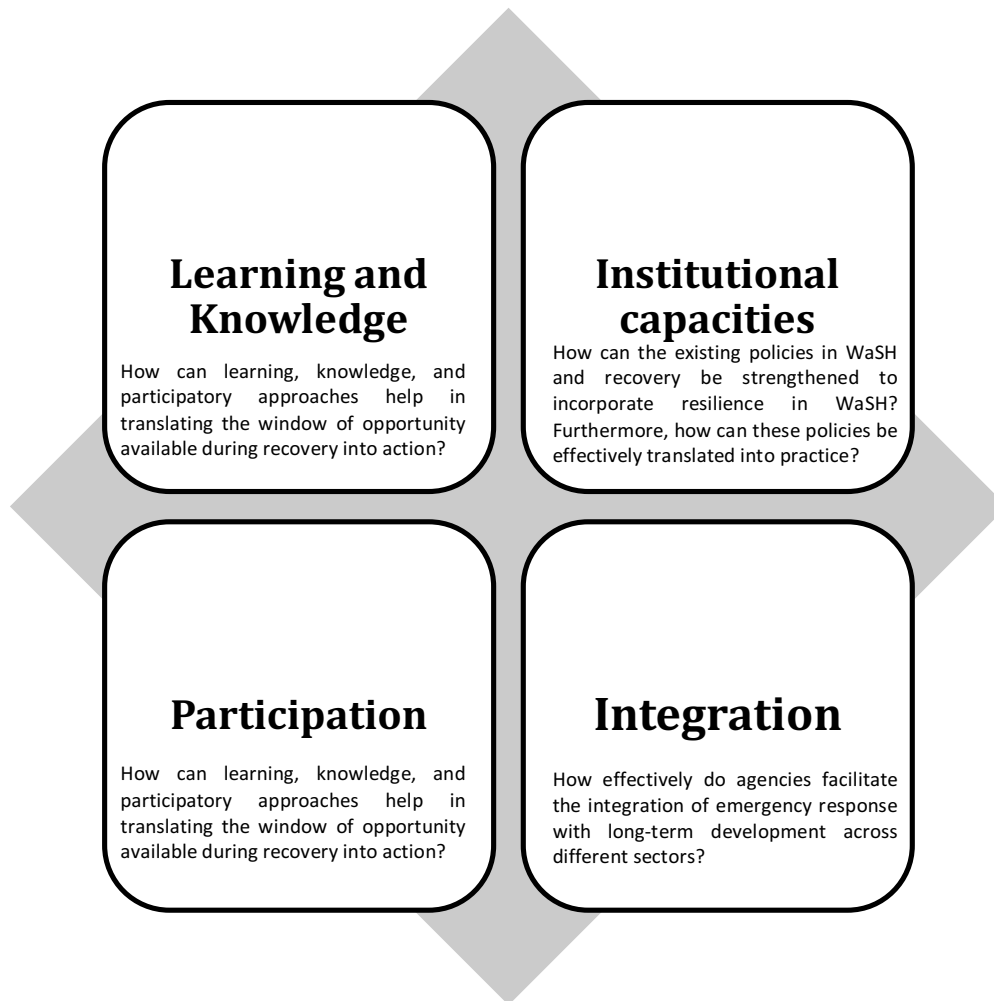 Learning and
Knowledge
How can learning, knowledge, and
participatory approaches help in
translating the window of opportunity
available during recovery into action?
Institutional
capacities
How can the existing policies in WaSH
and recovery be strengthened to
incorporate resilience in WaSH?
Furthermore, how can these policies be
effectively translated into practice?
Participation
How can learning, knowledge, and
participatory approaches help in
translating the window of opportunity
available during recovery into action?
Integration
How effectively do agencies facilitate
the integration of emergency response
with long-term development across
different sectors?